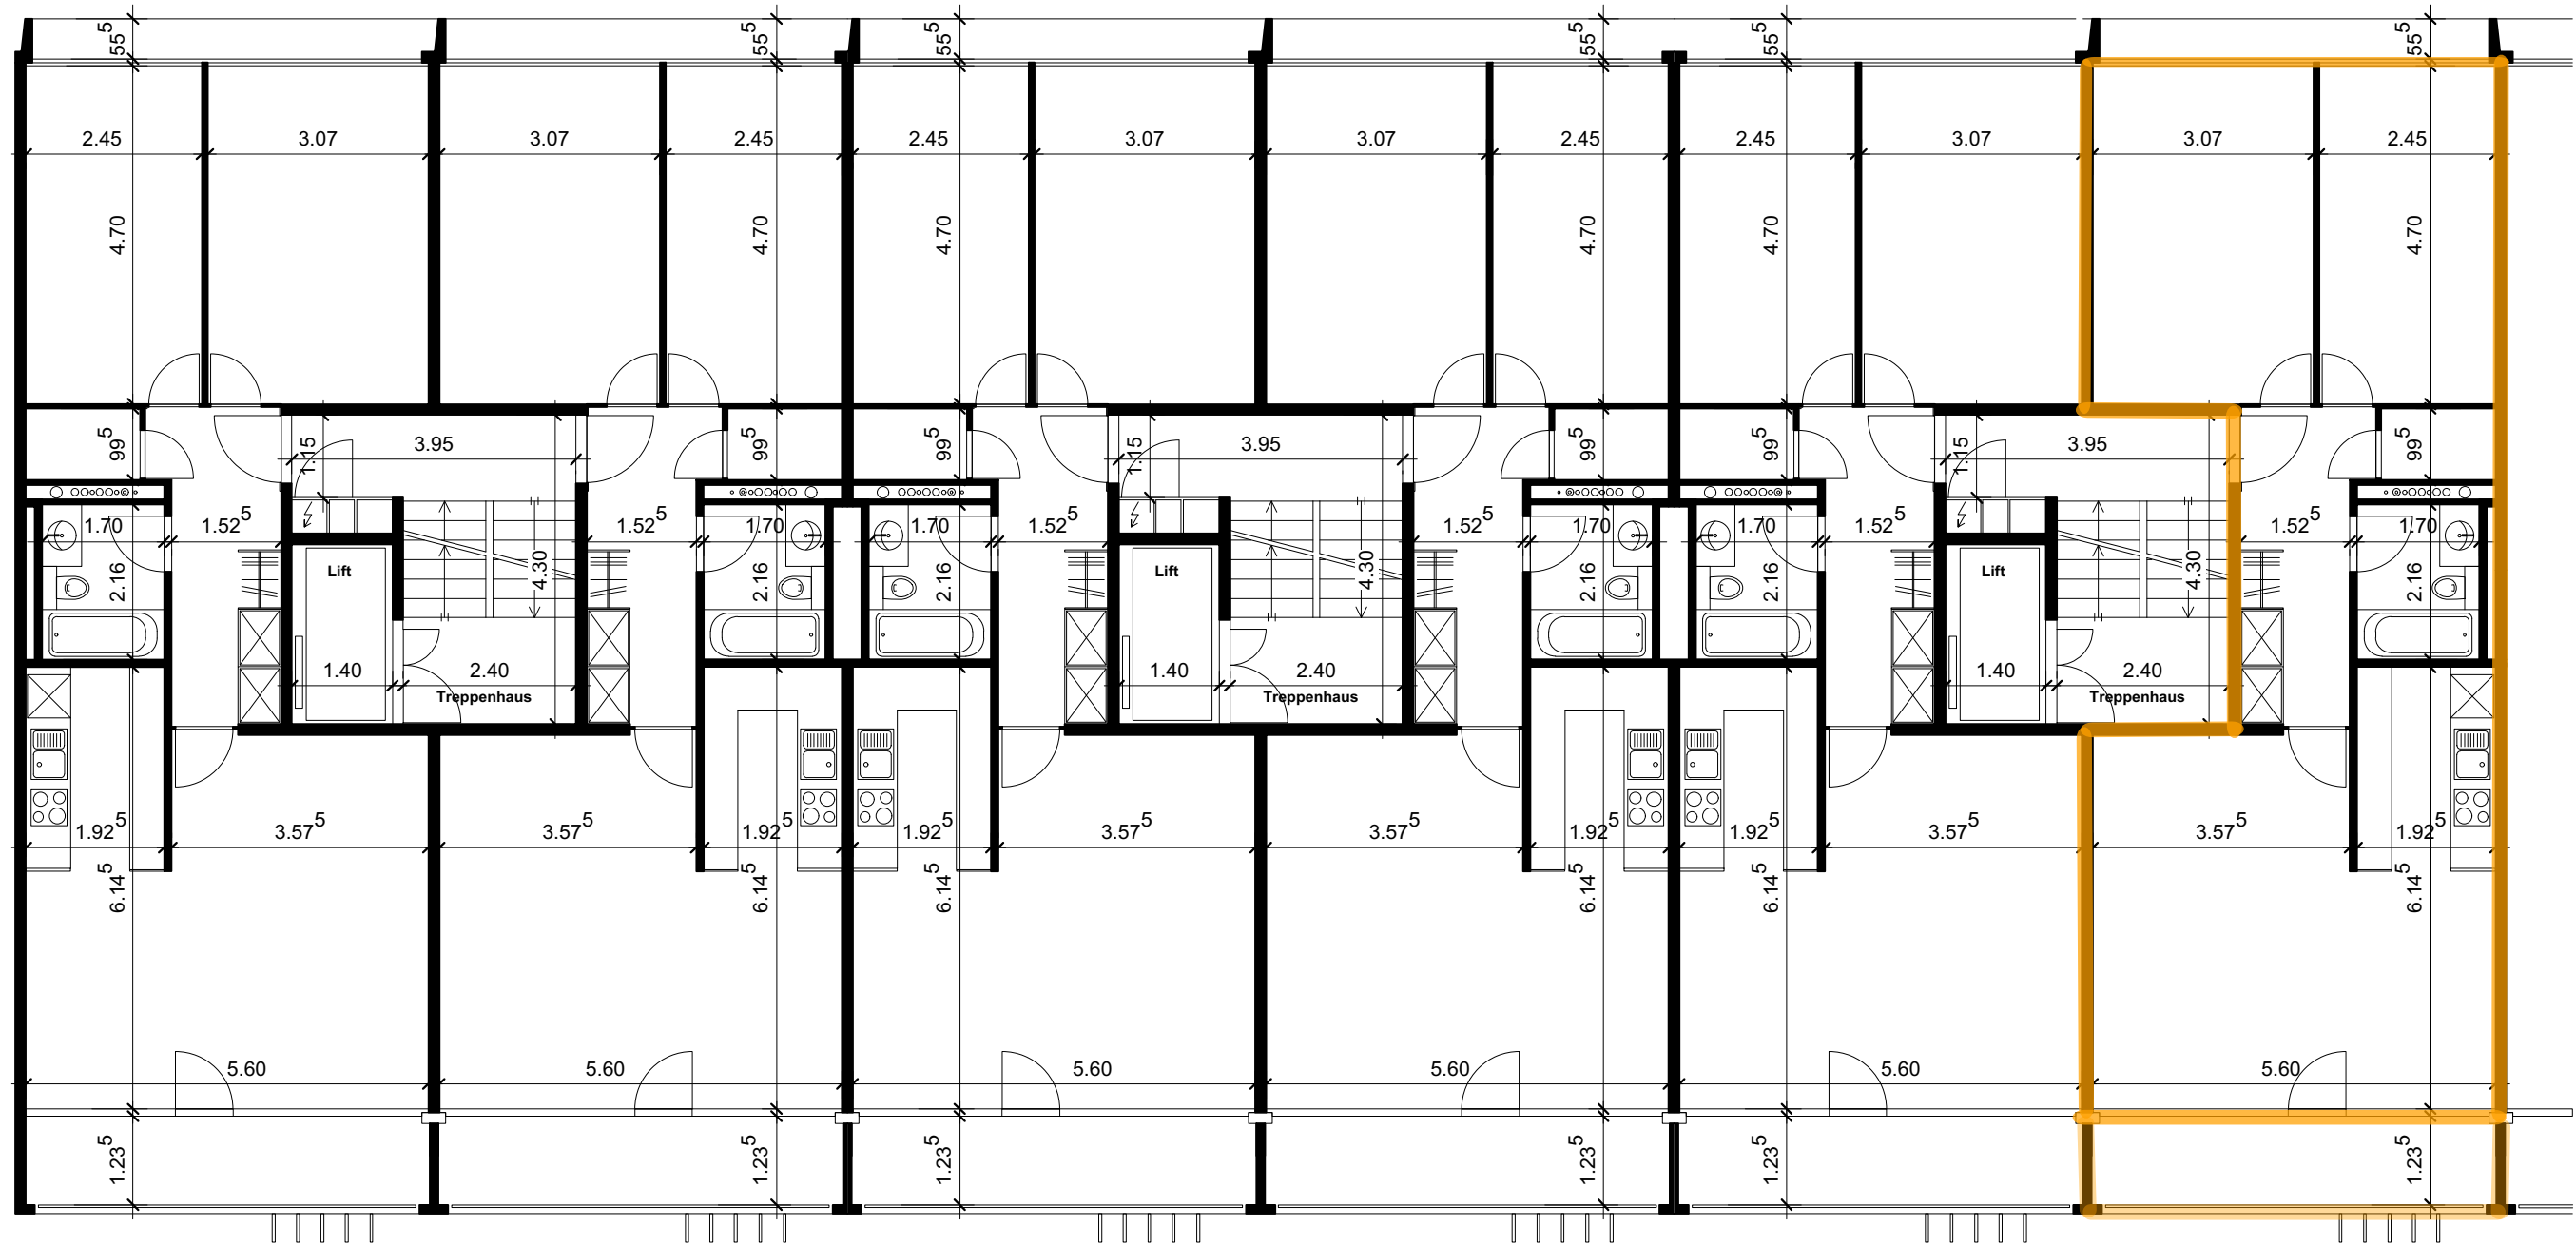 55⁵ 55⁵ 55⁵ 55⁵ 55⁵ 55⁵
2.45 3.07 3.07 2.45 2.45 3.07 3.07 2.45 2.45 3.07 3.07 2.45
4.70 4.70 4.70 4.70 4.70 4.70
99⁵ 1.15 3.95 99⁵ 99⁵ 1.15 3.95 99⁵ 99⁵ 1.15 3.95 99⁵
1.70 1.52⁵ 1.52⁵ 1.70 1.70 1.52⁵ 1.52⁵ 1.70 1.70 1.52⁵ 1.52⁵ 1.70
2.16 Lift 4.30 2.16 2.16 Lift 4.30 2.16 2.16 Lift 4.30 2.16
1.40 2.40 1.40 2.40 1.40 2.40
Treppenhaus Treppenhaus Treppenhaus
1.92⁵ 3.57⁵ 3.57⁵ 1.92⁵ 1.92⁵ 3.57⁵ 3.57⁵ 1.92⁵ 1.92⁵ 3.57⁵ 3.57⁵ 1.92⁵
6.14⁵ 6.14⁵ 6.14⁵ 6.14⁵ 6.14⁵ 6.14⁵
5.60 5.60 5.60 5.60 5.60 5.60
1.23⁵ 1.23⁵ 1.23⁵ 1.23⁵ 1.23⁵ 1.23⁵